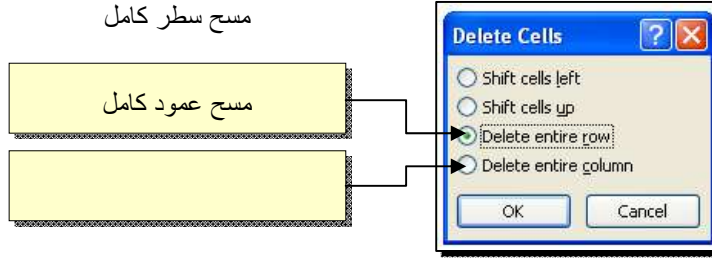 مسح سطر كامل
مسح عمود كامل
Delete Cells
Shift cells left
Shift cells up
Delete entire row
Delete entire column
OK
Cancel